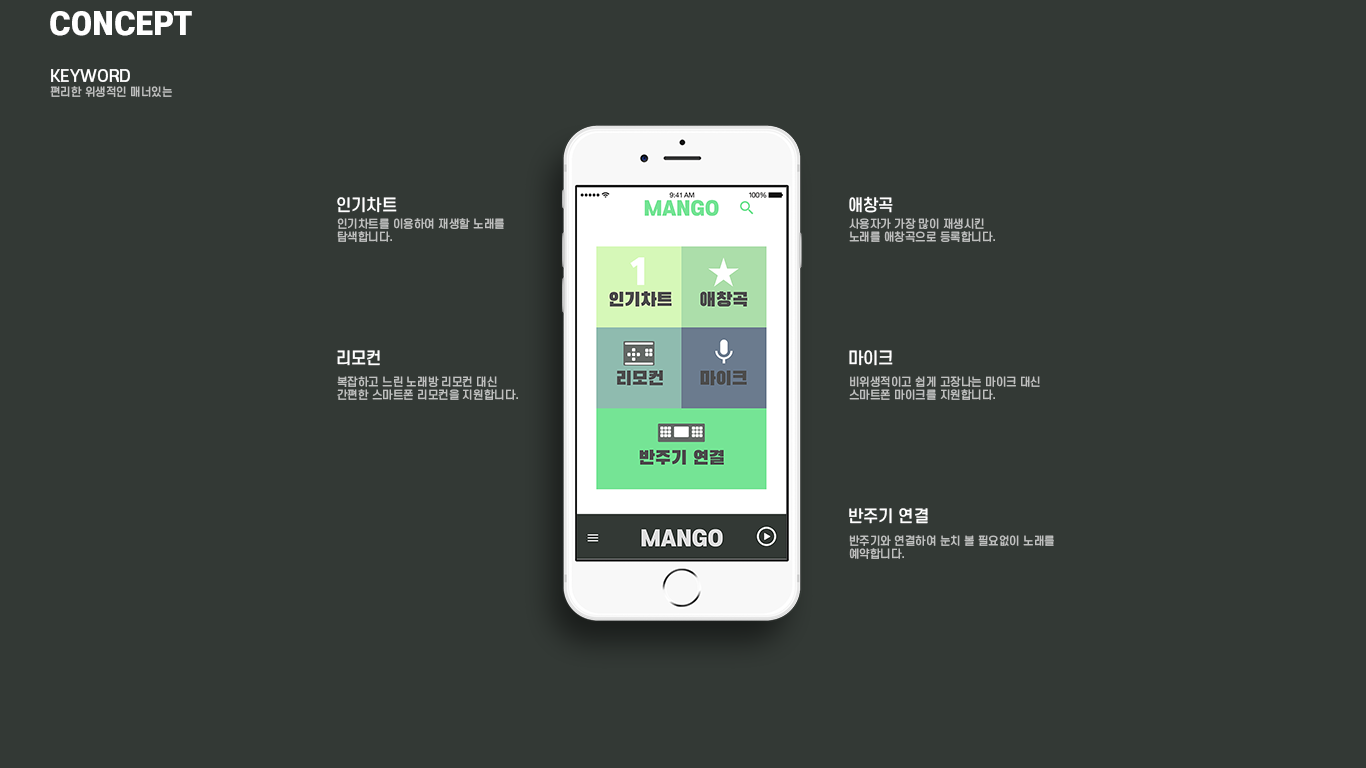 CONCEPT
KEYWORD
편리한 위생적인 매너있는
인기차트
인기차트를 이용하여 재생할 노래를
탐색합니다.
리모컨
복잡하고 느린 노래방 리모컨 대신
간편한 스마트폰 리모컨을 지원합니다.
9:41 AM
100%
MANGO
1
인기차트
애창곡
리모컨
마이크
반주기 연결
MANGO
애창곡
사용자가 가장 많이 재생시킨
노래를 애창곡으로 등록합니다.
마이크
비위생적이고 쉽게 고장나는 마이크 대신
스마트폰 마이크를 지원합니다.
반주기 연결
반주기와 연결하여 눈치 볼 필요없이 노래를
예약합니다.